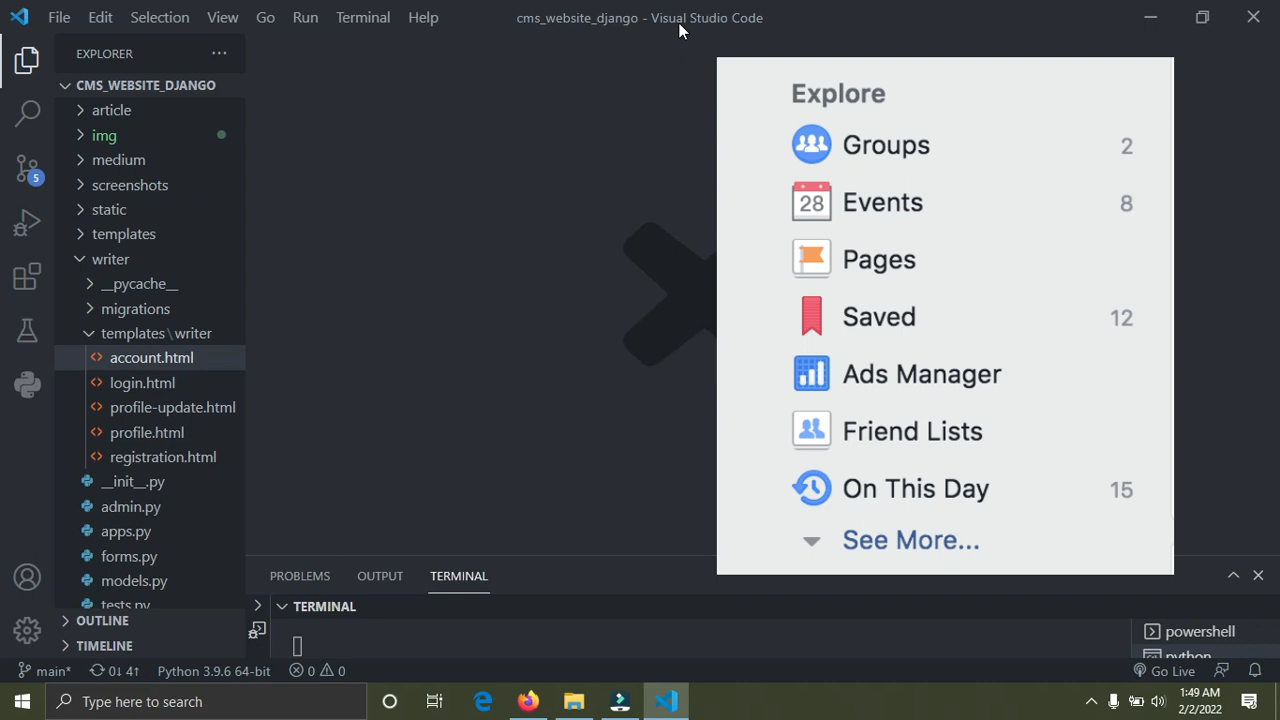 File Edit Selection View Go Run Terminal Help cms_website_django - Visual Studio Code
EXPLORER
CMS_WEBSITE_DJANGO
article
img
medium
screenshots
static
templates
writer
__pycache__
migrations
templates\writer
account.html
login.html
profile-update.html
profile.html
registration.html
__init__.py
admin.py
apps.py
forms.py
models.py
tests.py
OUTLINE
TIMELINE
5
Explore
Groups 2
28 Events 8
Pages
Saved 12
Ads Manager
Friend Lists
On This Day 15
See More...
PROBLEMS OUTPUT TERMINAL
TERMINAL
powershell
python
main* 0↓ 4↑ Python 3.9.6 64-bit 0 0 Go Live
Type here to search
1:49 AM
2/2/2022